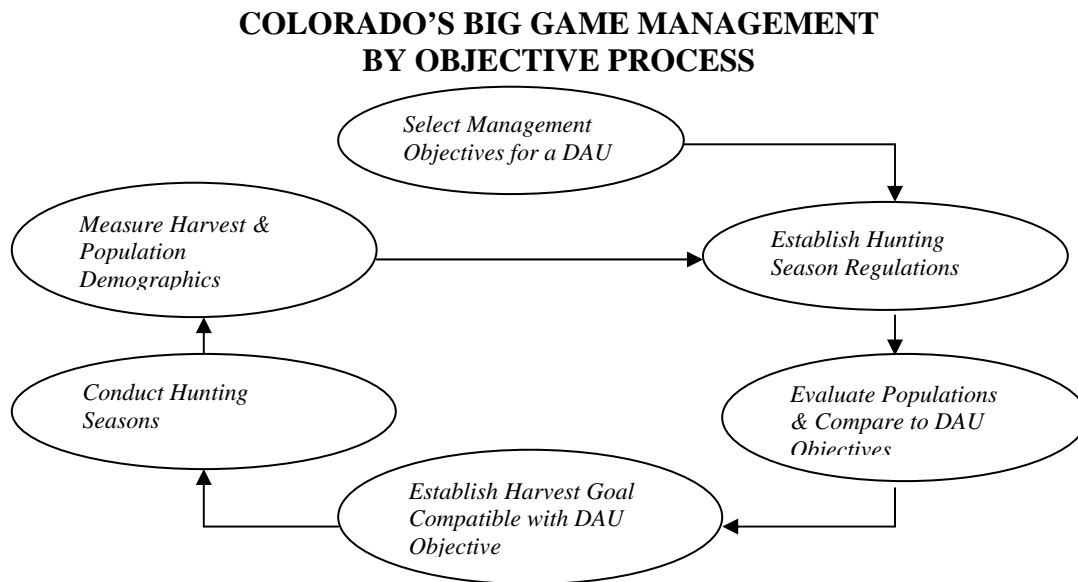 COLORADO’S BIG GAME MANAGEMENT
BY OBJECTIVE PROCESS
Select Management
Objectives for a DAU
Establish Hunting
Season Regulations
Evaluate Populations
& Compare to DAU
Objectives
Establish Harvest Goal
Compatible with DAU
Objective
Conduct Hunting
Seasons
Measure Harvest &
Population
Demographics